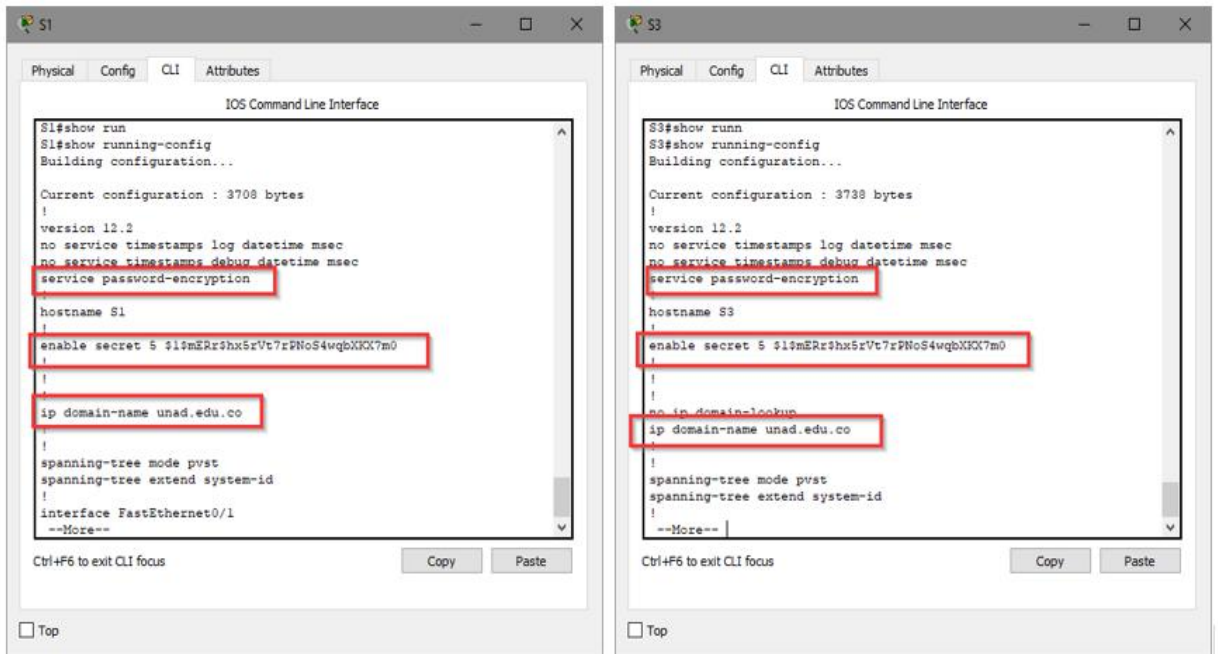 S1
Physical Config CLI Attributes
IOS Command Line Interface
S1#show run
S1#show running-config
Building configuration...
Current configuration : 3708 bytes
!
version 12.2
no service timestamps log datetime msec
no service timestamps debug datetime msec
service password-encryption
!
hostname S1
!
enable secret 5 $1$mERr$hx5rVt7rPNoS4wqbXKX7m0
!
!
!
ip domain-name unad.edu.co
!
!
spanning-tree mode pvst
spanning-tree extend system-id
!
interface FastEthernet0/1
--More--
Ctrl+F6 to exit CLI focus
Copy Paste
Top
S3
Physical Config CLI Attributes
IOS Command Line Interface
S3#show runn
S3#show running-config
Building configuration...
Current configuration : 3738 bytes
!
version 12.2
no service timestamps log datetime msec
no service timestamps debug datetime msec
service password-encryption
!
hostname S3
!
enable secret 5 $1$mERr$hx5rVt7rPNoS4wqbXKX7m0
!
!
!
no ip domain-lookup
ip domain-name unad.edu.co
!
!
spanning-tree mode pvst
spanning-tree extend system-id
!
--More--
Ctrl+F6 to exit CLI focus
Copy Paste
Top